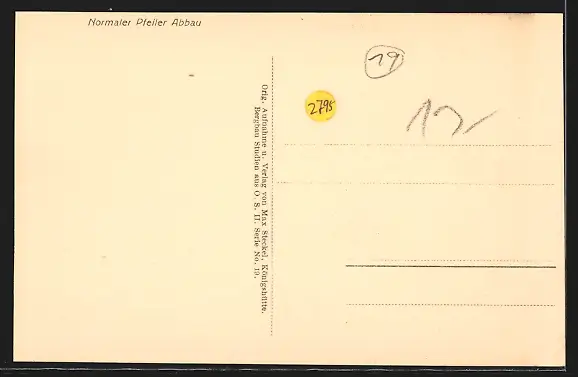 Normaler Pfeiler Abbau
19
2795
Orig. Aufnahme u. Verlag von Max Steckel, Königshütte.
Bergbau Studien aus O. S. II. Serie No. 19.
12